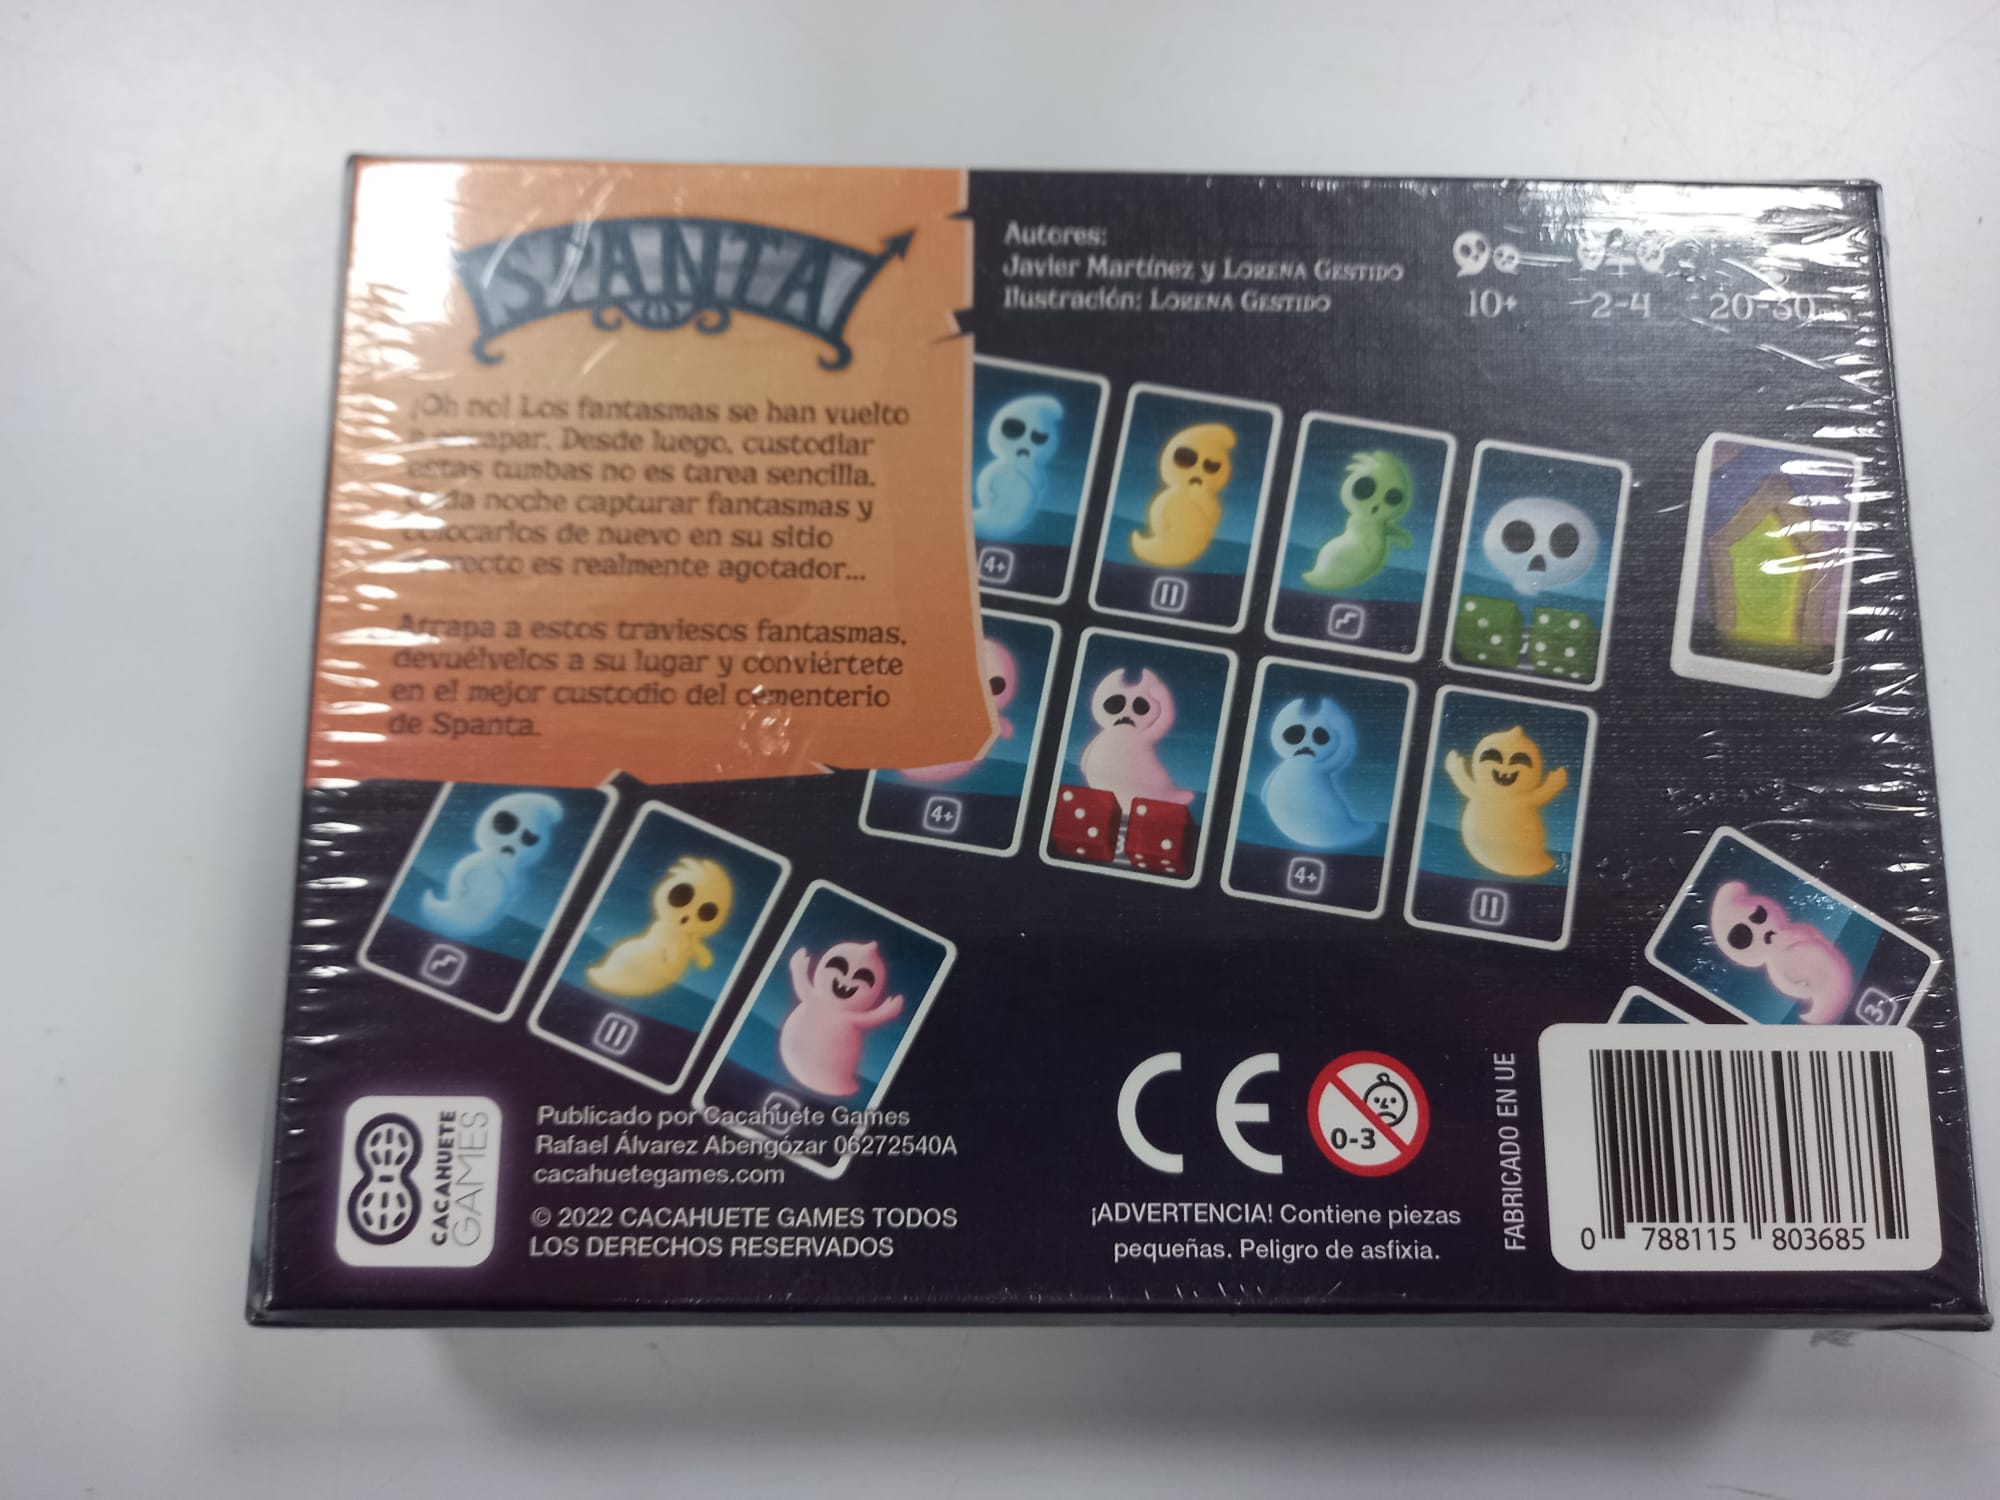 SPANTA
¡Oh no! Los fantasmas se han vuelto
a escapar. Desde luego, custodiar
estas tumbas no es tarea sencilla.
Cada noche capturar fantasmas y
colocarlos de nuevo en su sitio
correcto es realmente agotador...
Atrapa a estos traviesos fantasmas,
devuélvelos a su lugar y conviértete
en el mejor custodio del cementerio
de Spanta.
Autores:
Javier Martínez y Lorena Gestido
Ilustración: Lorena Gestido
10+ 2-4 20-30min
4+
4+
4+
3-
CACAHUETE
GAMES
Publicado por Cacahuete Games
Rafael Álvarez Abengózar 06272540A
cacahuetegames.com
© 2022 CACAHUETE GAMES TODOS
LOS DERECHOS RESERVADOS
CE
0-3
¡ADVERTENCIA! Contiene piezas
pequeñas. Peligro de asfixia.
FABRICADO EN UE
0 788115 803685